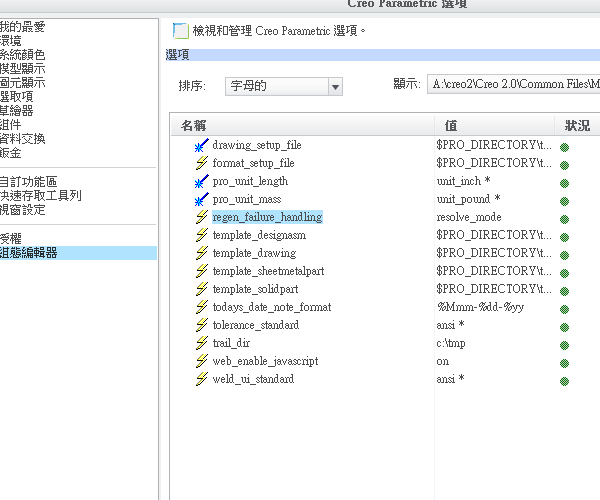 Creo Parametric 選項
我的最愛
環境
系統顏色
模型顯示
圖元顯示
選取項
草繪器
組件
資料交換
鈑金
自訂功能區
快速存取工具列
視窗設定
授權
組態編輯器
檢視和管理 Creo Parametric 選項。
選項
排序: 字母的 顯示: A:\creo2\Creo 2.0\Common Files\M
名稱 值 狀況
drawing_setup_file $PRO_DIRECTORY\t...
format_setup_file $PRO_DIRECTORY\t...
pro_unit_length unit_inch *
pro_unit_mass unit_pound *
regen_failure_handling resolve_mode
template_designasm $PRO_DIRECTORY\t...
template_drawing $PRO_DIRECTORY\t...
template_sheetmetalpart $PRO_DIRECTORY\t...
template_solidpart $PRO_DIRECTORY\t...
todays_date_note_format %Mmm-%dd-%yy
tolerance_standard ansi *
trail_dir c:\tmp
web_enable_javascript on
weld_ui_standard ansi *